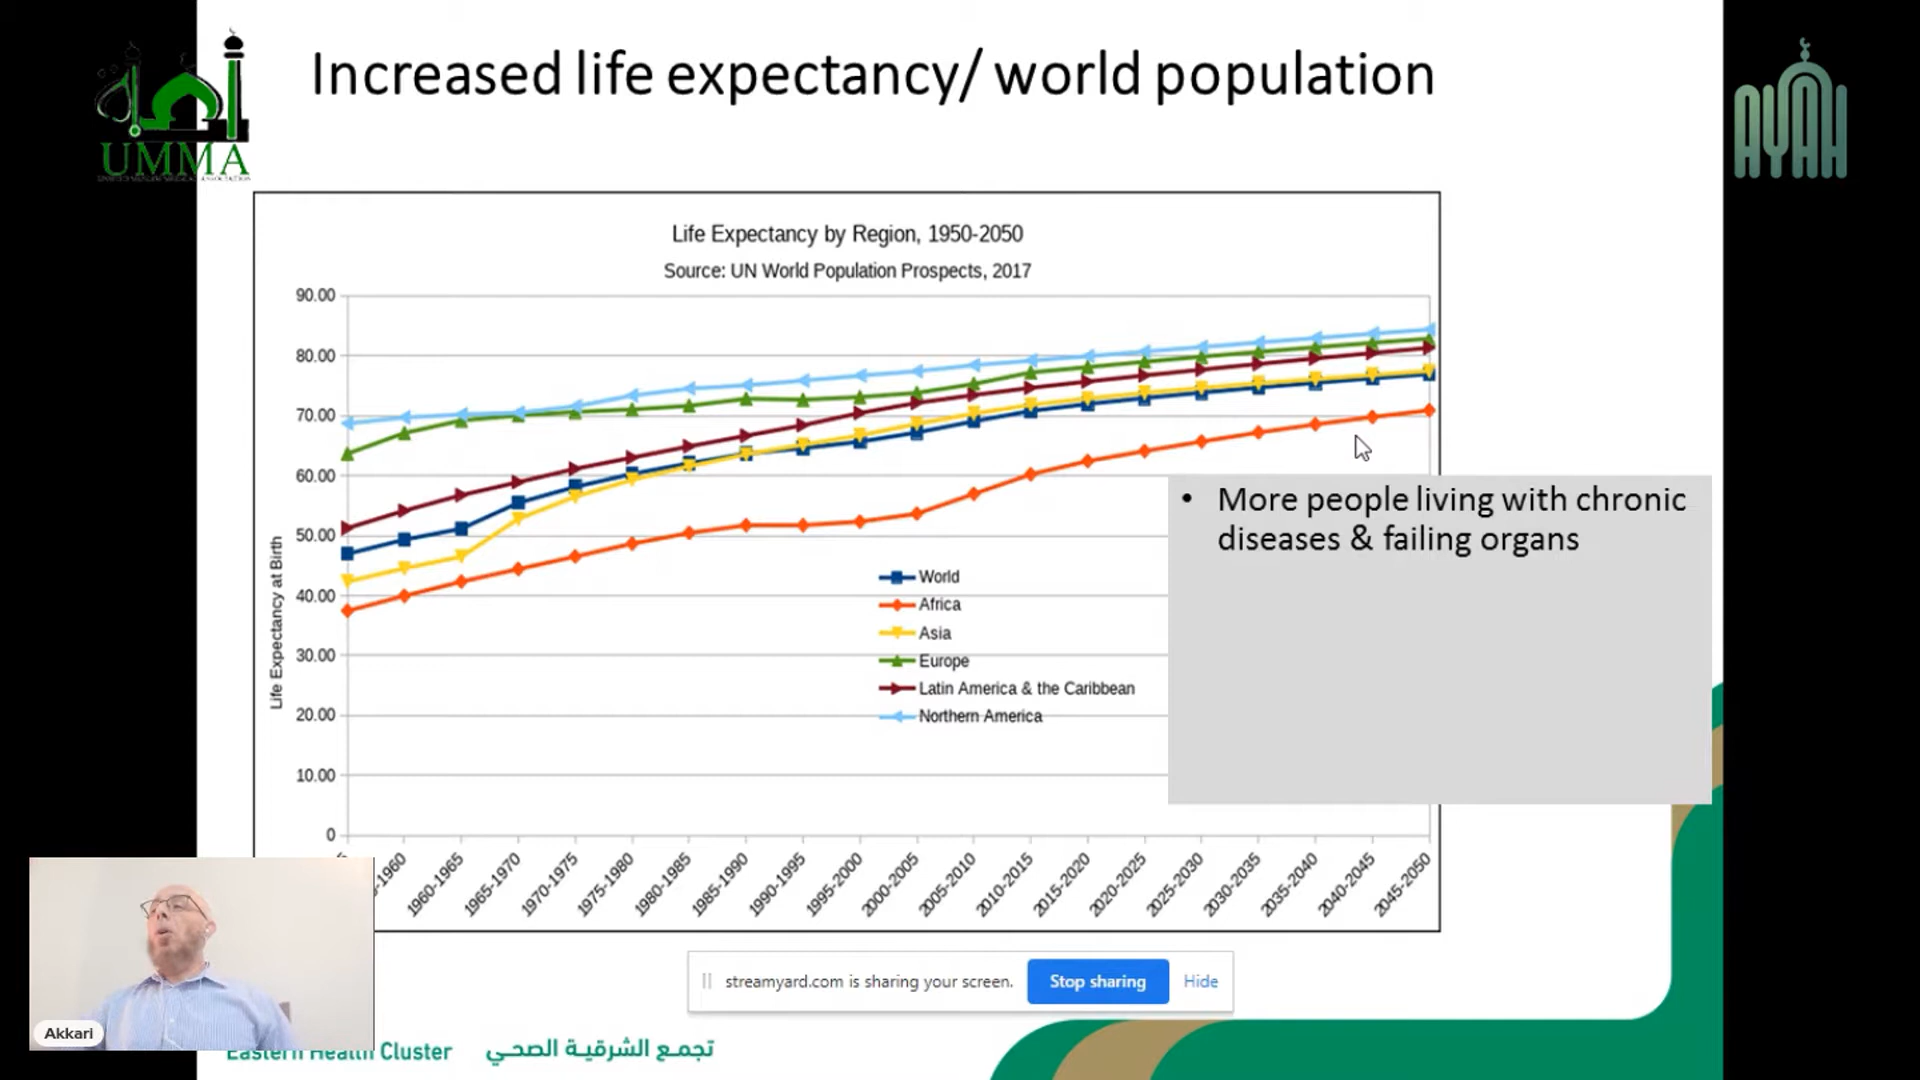 Increased life expectancy/ world population
UMMA
AYAH
Life Expectancy by Region, 1950-2050
Source: UN World Population Prospects, 2017
Life Expectancy at Birth
90.00
80.00
70.00
60.00
50.00
40.00
30.00
20.00
10.00
0
World
Africa
Asia
Europe
Latin America & the Caribbean
Northern America
• More people living with chronic
diseases & failing organs
1960-1965
1965-1970
1970-1975
1975-1980
1980-1985
1985-1990
1990-1995
1995-2000
2000-2005
2005-2010
2010-2015
2015-2020
2020-2025
2025-2030
2030-2035
2035-2040
2040-2045
2045-2050
streamyard.com is sharing your screen.
Stop sharing
Hide
Akkari
Eastern Health Cluster
تجمع الشرقية الصحي